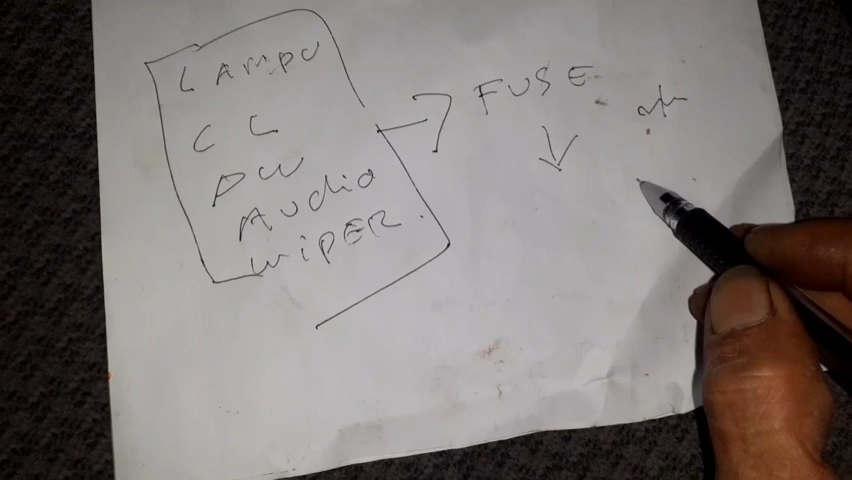 LAMPU
CL
PW
AUdio
wiPER.
FUSE